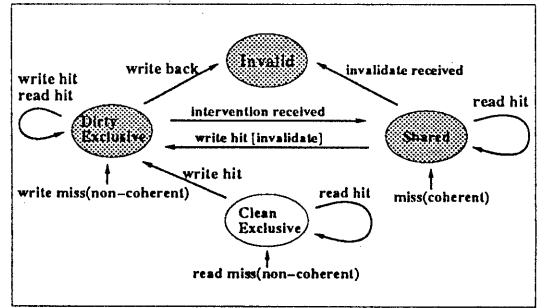 Invalid
write hit
read hit
write back
invalidate received
Dirty
Exclusive
intervention received
write hit [invalidate]
Shared
read hit
write miss(non-coherent)
write hit
miss(coherent)
Clean
Exclusive
read hit
read miss(non-coherent)